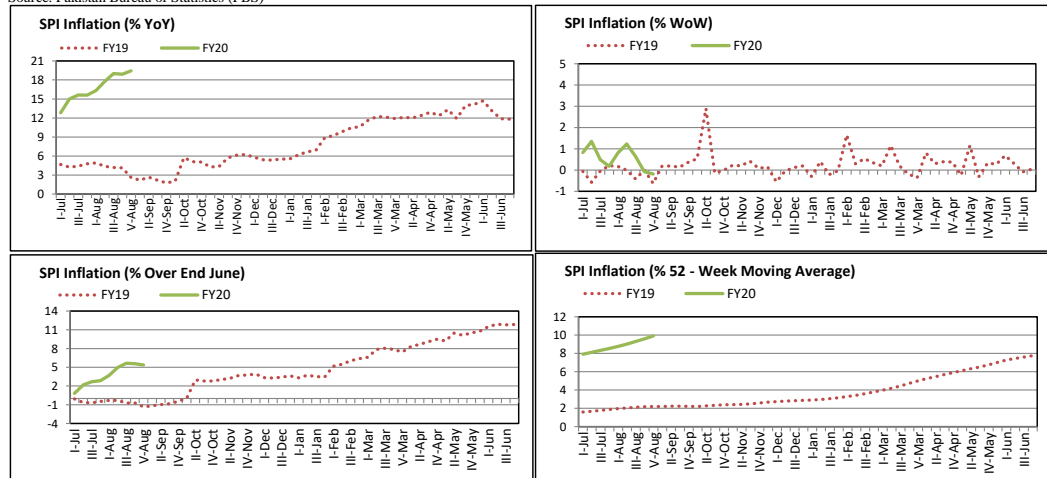 SPI Inflation (% YoY)
FY19 FY20
21
18
15
12
9
6
3
0
I-Jul
III-Jul
I-Aug
III-Aug
V-Aug
II-Sep
IV-Sep
II-Oct
IV-Oct
II-Nov
IV-Nov
I-Dec
III-Dec
I-Jan
III-Jan
I-Feb
III-Feb
I-Mar
III-Mar
V-Mar
II-Apr
IV-Apr
II-May
IV-May
I-Jun
III-Jun
SPI Inflation (% WoW)
FY19 FY20
5
4
3
2
1
0
-1
I-Jul
III-Jul
I-Aug
III-Aug
V-Aug
II-Sep
IV-Sep
II-Oct
IV-Oct
II-Nov
IV-Nov
I-Dec
III-Dec
I-Jan
III-Jan
I-Feb
III-Feb
I-Mar
III-Mar
V-Mar
II-Apr
IV-Apr
II-May
IV-May
I-Jun
III-Jun
SPI Inflation (% Over End June)
FY19 FY20
14
11
8
5
2
-1
-4
I-Jul
III-Jul
I-Aug
III-Aug
V-Aug
II-Sep
IV-Sep
II-Oct
IV-Oct
II-Nov
IV-Nov
I-Dec
III-Dec
I-Jan
III-Jan
I-Feb
III-Feb
I-Mar
III-Mar
V-Mar
II-Apr
IV-Apr
II-May
IV-May
I-Jun
III-Jun
SPI Inflation (% 52 - Week Moving Average)
FY19 FY20
12
10
8
6
4
2
0
I-Jul
III-Jul
I-Aug
III-Aug
V-Aug
II-Sep
IV-Sep
II-Oct
IV-Oct
II-Nov
IV-Nov
I-Dec
III-Dec
I-Jan
III-Jan
I-Feb
III-Feb
I-Mar
III-Mar
V-Mar
II-Apr
IV-Apr
II-May
IV-May
I-Jun
III-Jun